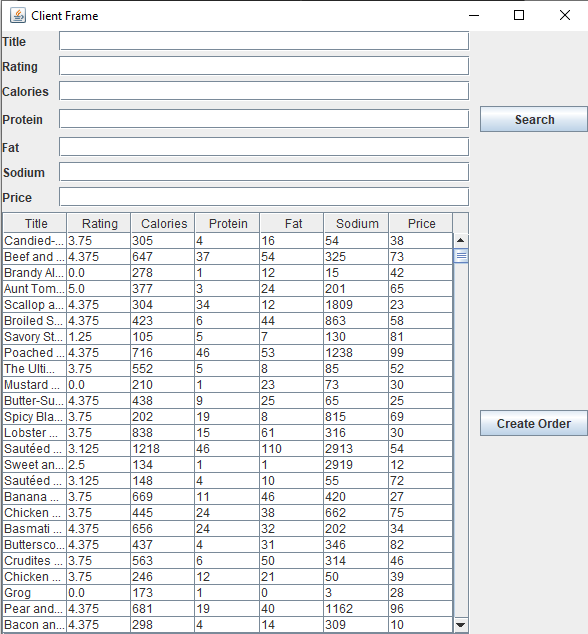 Client Frame
Title
Rating
Calories
Protein
Search
Fat
Sodium
Price
Title Rating Calories Protein Fat Sodium Price
Candied-... 3.75 305 4 16 54 38
Beef and ... 4.375 647 37 54 325 73
Brandy Al... 0.0 278 1 12 15 42
Aunt Tom... 5.0 377 3 24 201 65
Scallop a... 4.375 304 34 12 1809 23
Broiled S... 4.375 423 6 44 863 58
Savory St... 1.25 105 5 7 130 81
Poached ... 4.375 716 46 53 1238 99
The Ulti... 3.75 552 5 8 85 52
Mustard ... 0.0 210 1 23 73 30
Butter-Su... 4.375 438 9 25 65 25
Spicy Bla... 3.75 202 19 8 815 69
Lobster ... 3.75 838 15 61 316 30
Create Order
Sautéed ... 3.125 1218 46 110 2913 54
Sweet an... 2.5 134 1 1 2919 12
Sautéed ... 3.125 148 4 10 55 72
Banana ... 3.75 669 11 46 420 27
Chicken ... 3.75 445 24 38 662 75
Basmati ... 4.375 656 24 32 202 34
Buttersco... 4.375 437 4 31 346 82
Crudites ... 3.75 563 6 50 314 46
Chicken ... 3.75 246 12 21 50 39
Grog 0.0 173 1 0 3 28
Pear and... 4.375 681 19 40 1162 96
Bacon an... 4.375 298 4 14 309 10